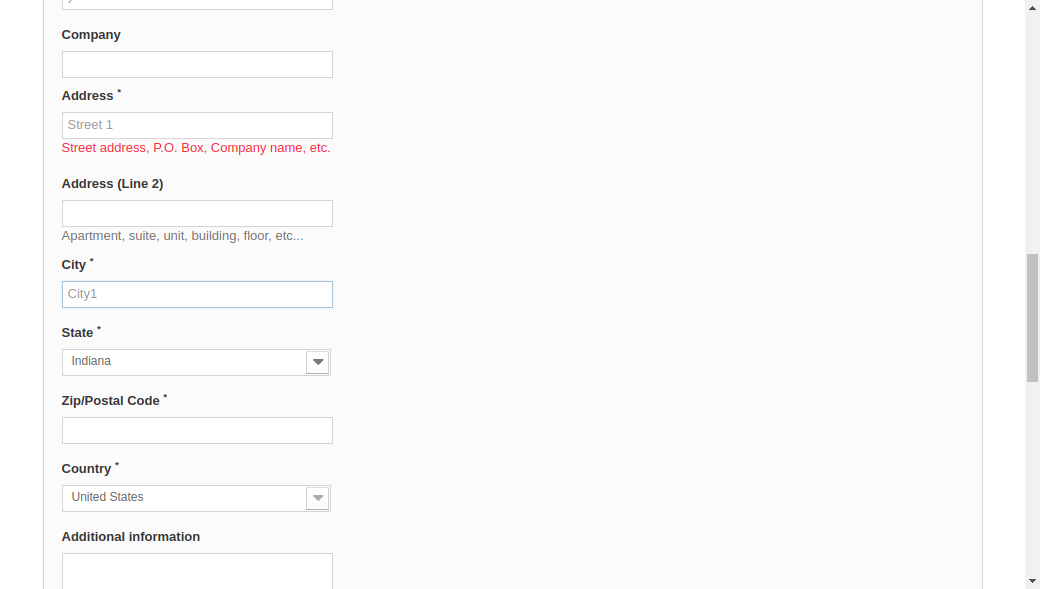 Company
Address *
Street 1
Street address, P.O. Box, Company name, etc.
Address (Line 2)
Apartment, suite, unit, building, floor, etc...
City *
City1
State *
Indiana
Zip/Postal Code *
Country *
United States
Additional information